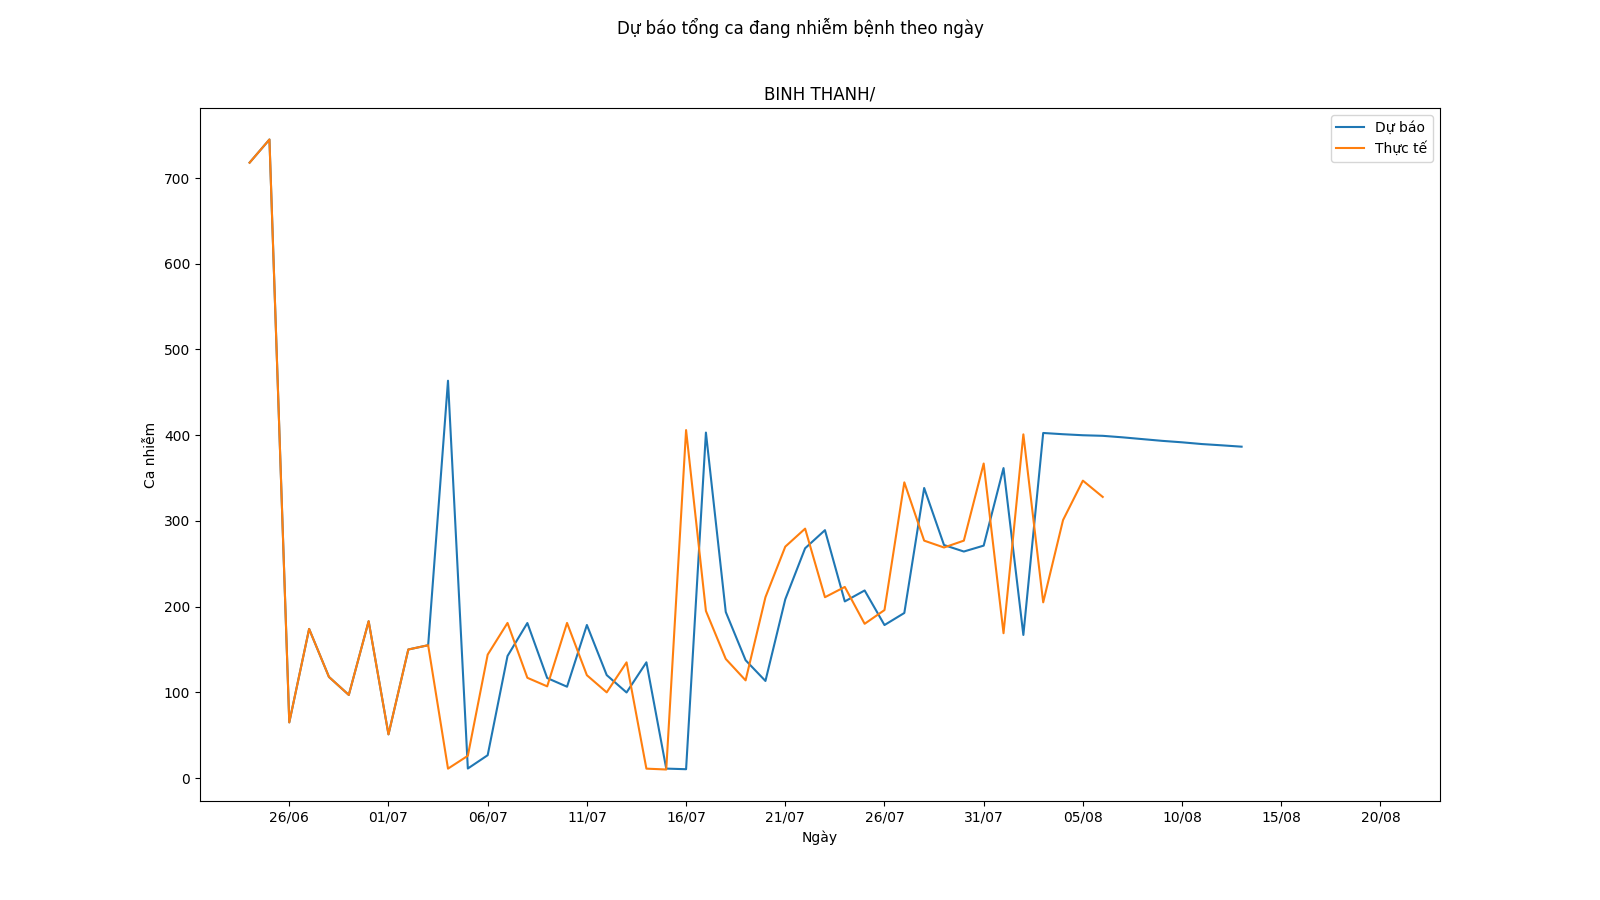 Dự báo tổng ca đang nhiễm bệnh theo ngày
BINH THANH/
Dự báo
Thực tế
Ca nhiễm
700
600
500
400
300
200
100
0
26/06 01/07 06/07 11/07 16/07 21/07 26/07 31/07 05/08 10/08 15/08 20/08
Ngày